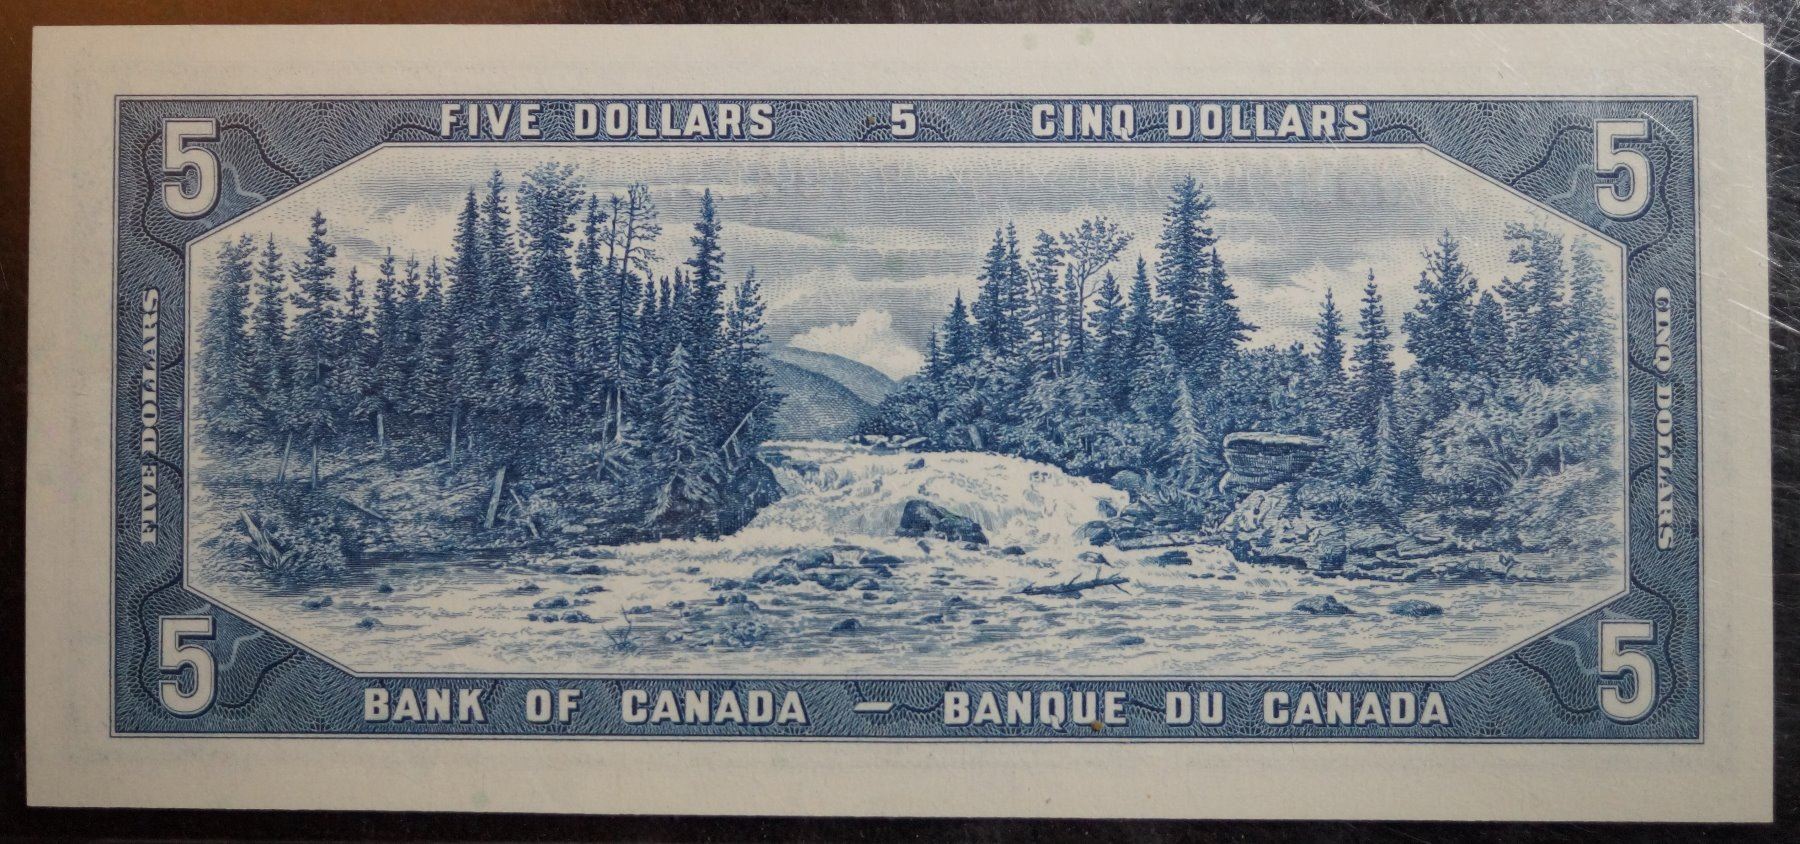 FIVE DOLLARS 5 CINQ DOLLARS
5
5
FIVE DOLLARS
CINQ DOLLARS
5
5
BANK OF CANADA — BANQUE DU CANADA